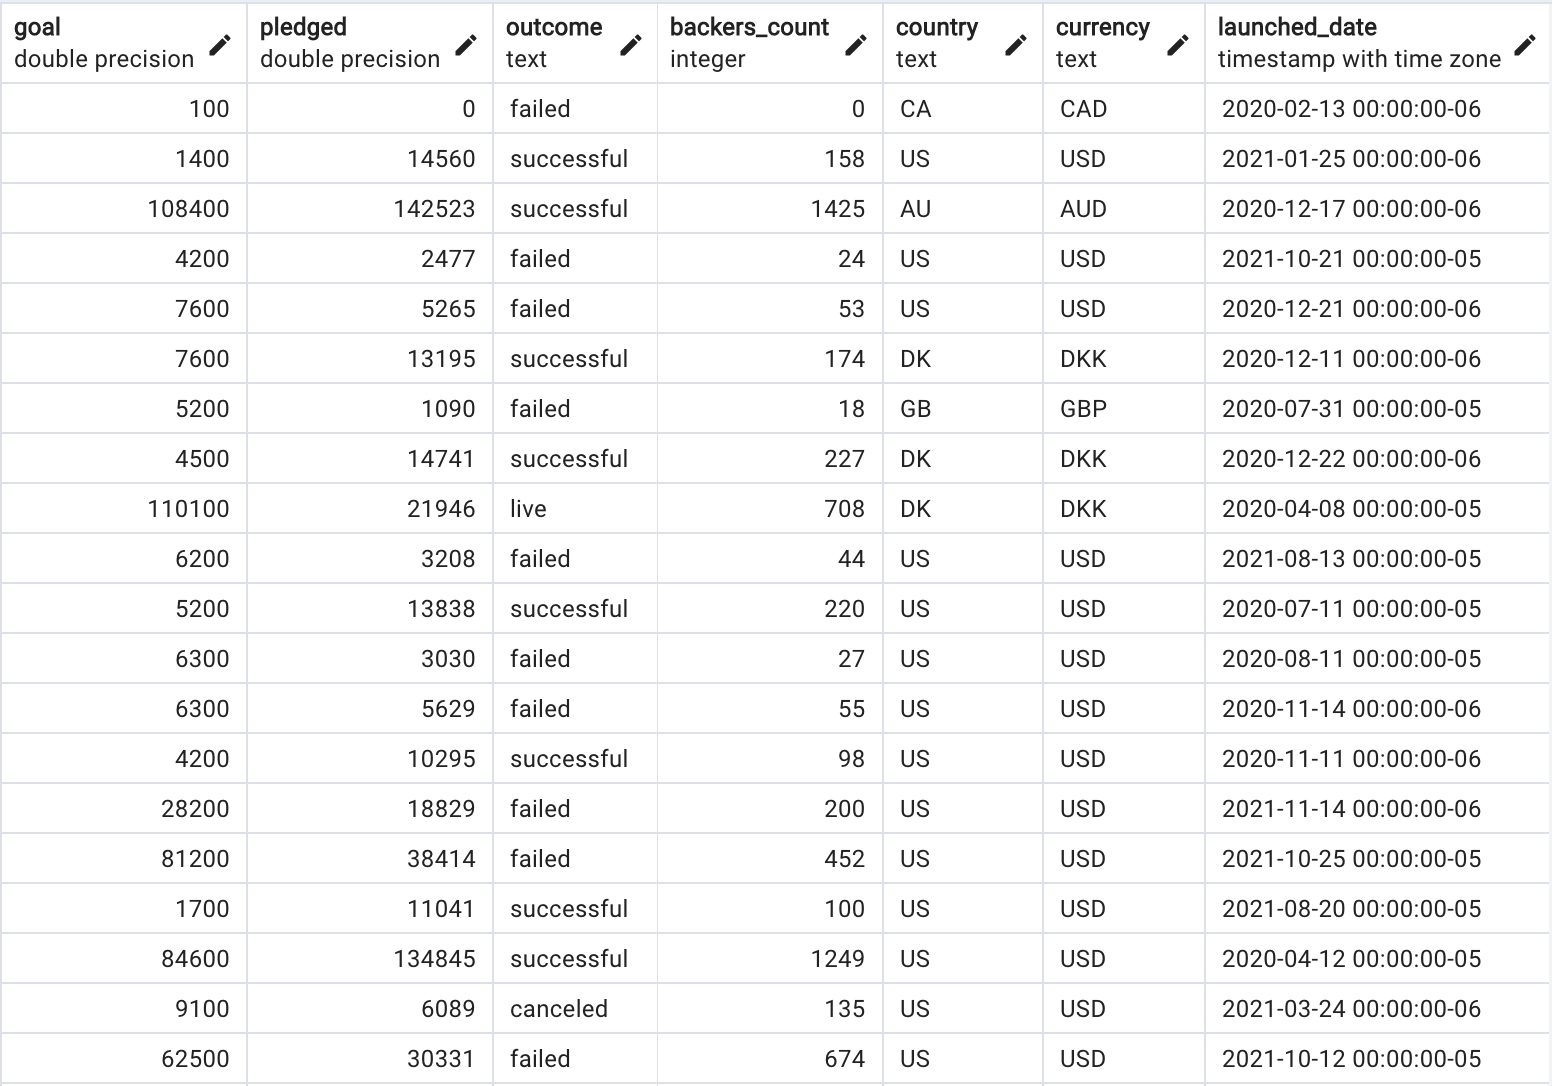 goal pledged outcome backers_count country currency launched_date
double precision double precision text integer text text timestamp with time zone
100 0 failed 0 CA CAD 2020-02-13 00:00:00-06
1400 14560 successful 158 US USD 2021-01-25 00:00:00-06
108400 142523 successful 1425 AU AUD 2020-12-17 00:00:00-06
4200 2477 failed 24 US USD 2021-10-21 00:00:00-05
7600 5265 failed 53 US USD 2020-12-21 00:00:00-06
7600 13195 successful 174 DK DKK 2020-12-11 00:00:00-06
5200 1090 failed 18 GB GBP 2020-07-31 00:00:00-05
4500 14741 successful 227 DK DKK 2020-12-22 00:00:00-06
110100 21946 live 708 DK DKK 2020-04-08 00:00:00-05
6200 3208 failed 44 US USD 2021-08-13 00:00:00-05
5200 13838 successful 220 US USD 2020-07-11 00:00:00-05
6300 3030 failed 27 US USD 2020-08-11 00:00:00-05
6300 5629 failed 55 US USD 2020-11-14 00:00:00-06
4200 10295 successful 98 US USD 2020-11-11 00:00:00-06
28200 18829 failed 200 US USD 2021-11-14 00:00:00-06
81200 38414 failed 452 US USD 2021-10-25 00:00:00-05
1700 11041 successful 100 US USD 2021-08-20 00:00:00-05
84600 134845 successful 1249 US USD 2020-04-12 00:00:00-05
9100 6089 canceled 135 US USD 2021-03-24 00:00:00-06
62500 30331 failed 674 US USD 2021-10-12 00:00:00-05